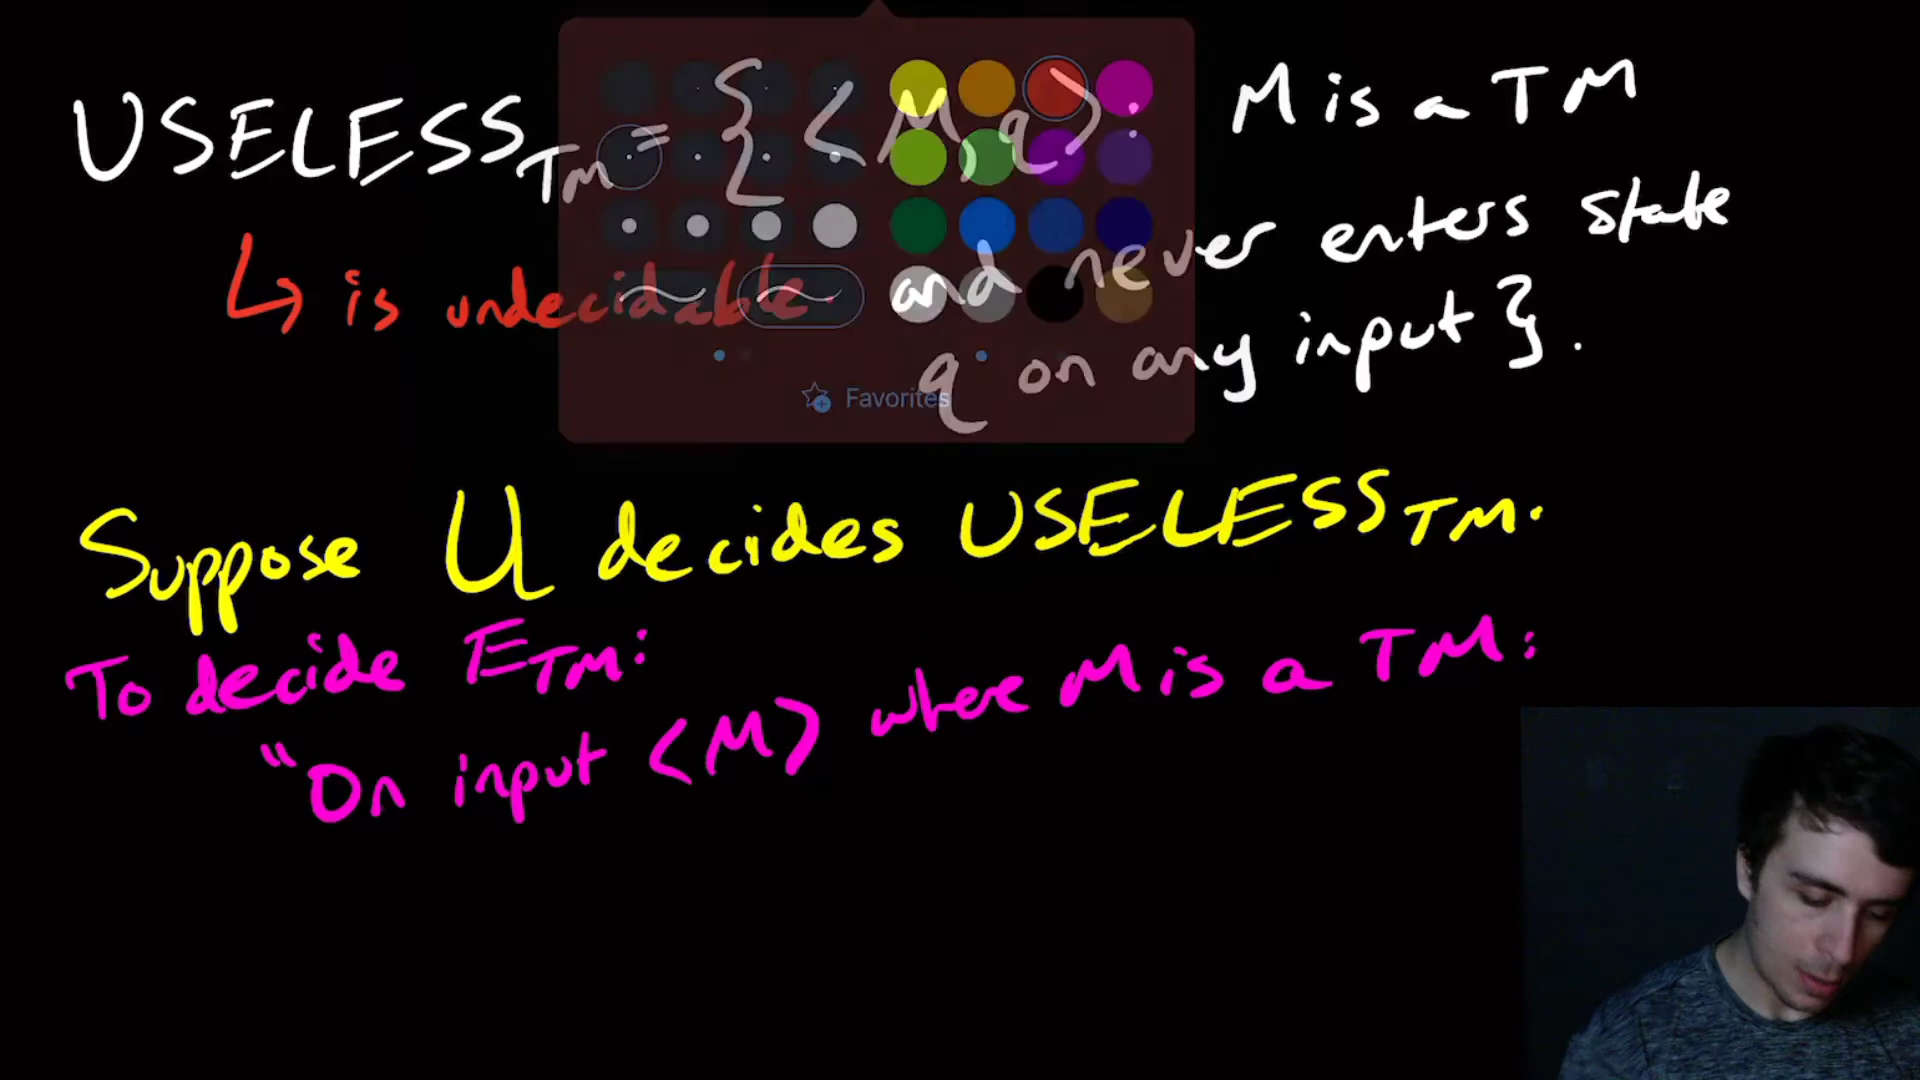 USELESS_TM = {<M, q>: M is a TM
and never enters state
↳ is undecidable.
q on any input}.
Favorites
Suppose U decides USELESS_TM.
To decide E_TM:
"On input <M> where M is a TM: